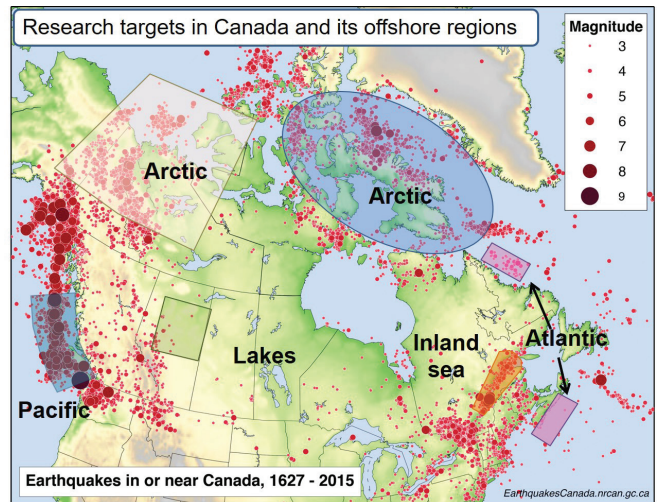 Research targets in Canada and its offshore regions
Magnitude
3
4
5
6
7
8
9
Arctic
Arctic
Atlantic
Inland
sea
Lakes
Pacific
Earthquakes in or near Canada, 1627 - 2015
EarthquakesCanada.nrcan.gc.ca